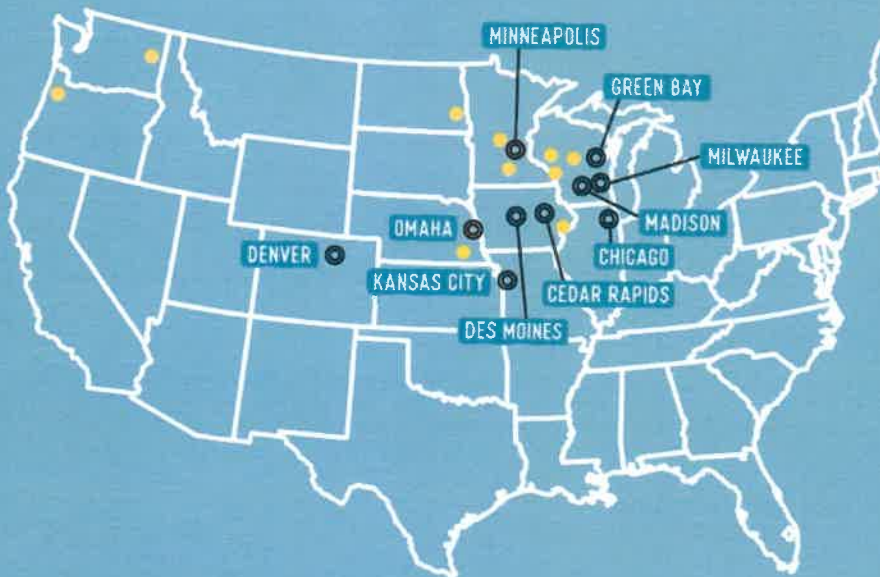 MINNEAPOLIS
GREEN BAY
MILWAUKEE
OMAHA
MADISON
DENVER
CHICAGO
KANSAS CITY
CEDAR RAPIDS
DES MOINES